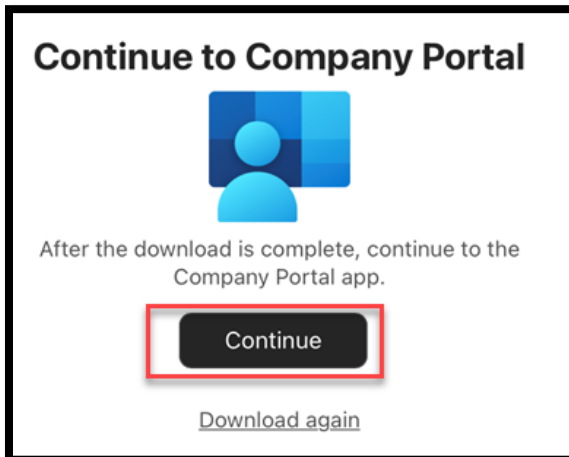 Continue to Company Portal
After the download is complete, continue to the
Company Portal app.
Continue
Download again